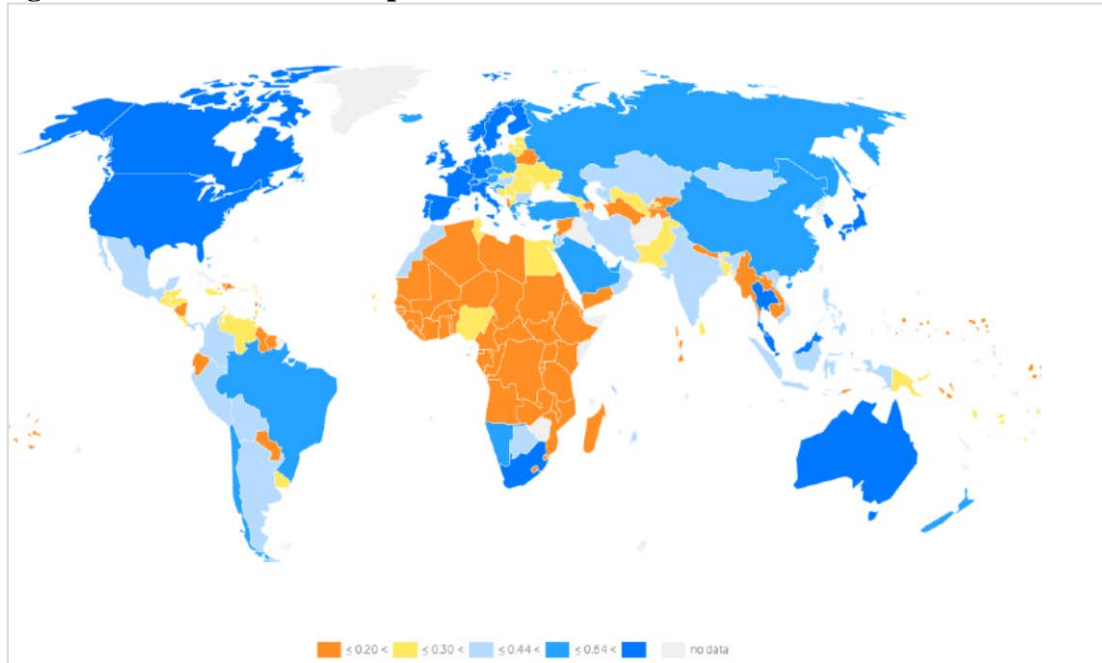 ≤ 0.20 < ≤ 0.30 < ≤ 0.44 < ≤ 0.64 < no data